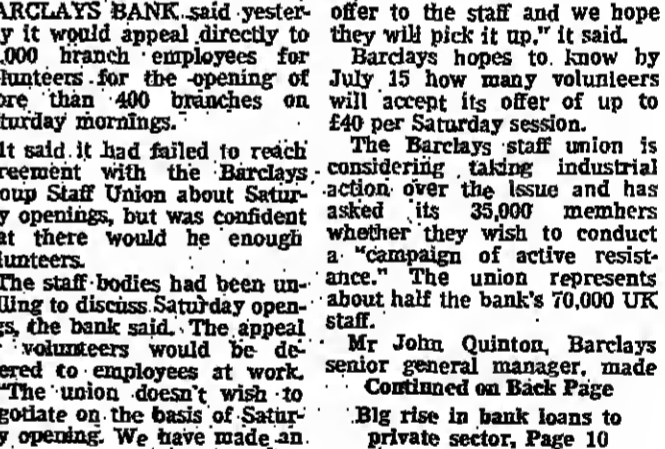 ARCLAYS BANK said yester-
y it would appeal directly to
,000 branch employees for
lunteers for the opening of
ore than 400 branches on
turday mornings.
It said it had failed to reach
reement with the Barclays
oup Staff Union about Satur-
y openings, but was confident
at there would be enough
lunteers.
The staff bodies had been un-
lling to discuss Saturday open-
gs, the bank said. The appeal
volunteers would be de-
ered to employees at work.
"The union doesn't wish to
gotiate on the basis of Satur-
y opening. We have made an
offer to the staff and we hope
they will pick it up," it said.
Barclays hopes to know by
July 15 how many volunteers
will accept its offer of up to
£40 per Saturday session.
The Barclays staff union is
considering taking industrial
action over the issue and has
asked its 35,000 members
whether they wish to conduct
a "campaign of active resist-
ance." The union represents
about half the bank's 70,000 UK
staff.
Mr John Quinton, Barclays
senior general manager, made
Continued on Back Page
Big rise in bank loans to
private sector, Page 10